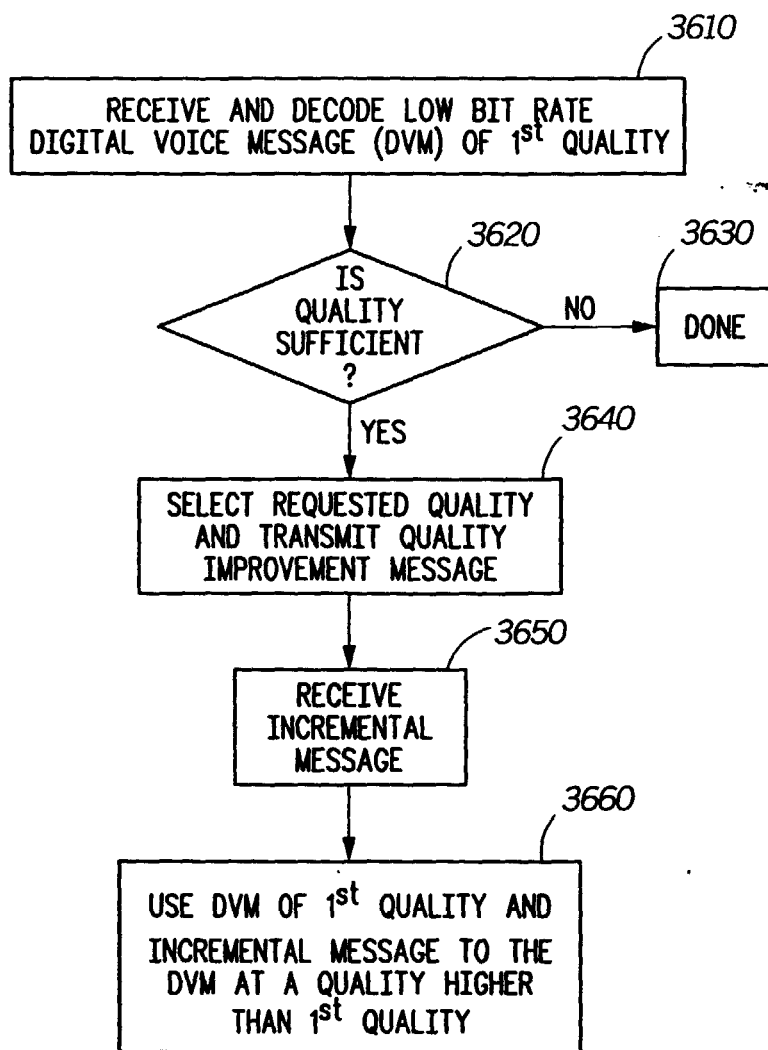 3610
RECEIVE AND DECODE LOW BIT RATE
DIGITAL VOICE MESSAGE (DVM) OF 1st QUALITY
3620
IS
QUALITY
SUFFICIENT
?
NO
3630
DONE
YES
3640
SELECT REQUESTED QUALITY
AND TRANSMIT QUALITY
IMPROVEMENT MESSAGE
3650
RECEIVE
INCREMENTAL
MESSAGE
3660
USE DVM OF 1st QUALITY AND
INCREMENTAL MESSAGE TO THE
DVM AT A QUALITY HIGHER
THAN 1st QUALITY